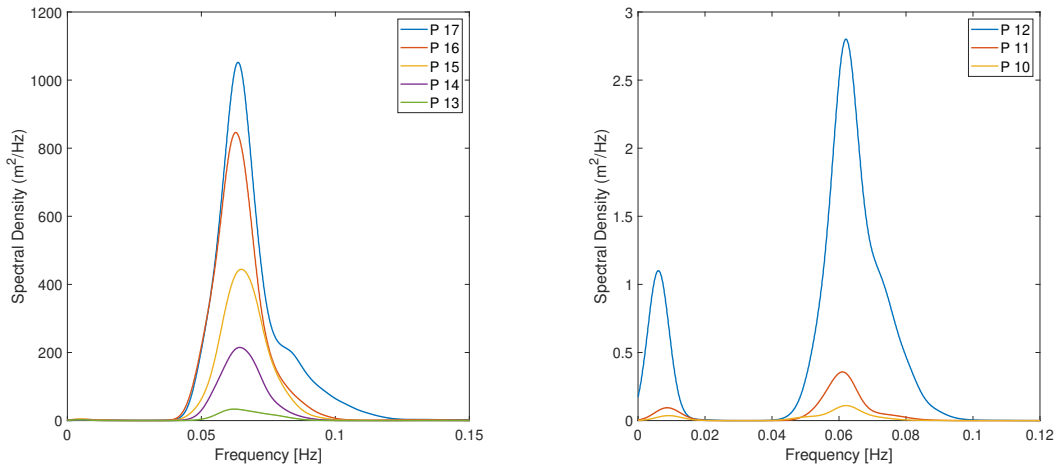 1200
1000
800
600
400
200
0
Spectral Density (m²/Hz)
0 0.05 0.1 0.15
Frequency [Hz]
P 17
P 16
P 15
P 14
P 13
3
2.5
2
1.5
1
0.5
0
Spectral Density (m²/Hz)
0 0.02 0.04 0.06 0.08 0.1 0.12
Frequency [Hz]
P 12
P 11
P 10